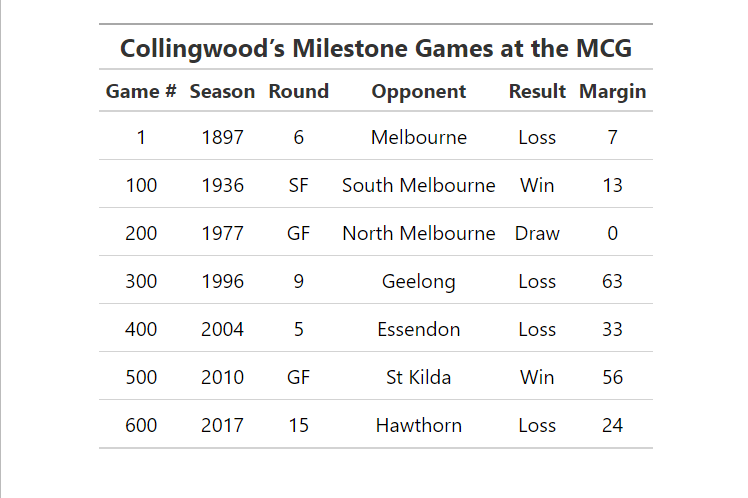 Collingwood’s Milestone Games at the MCG
Game # Season Round Opponent Result Margin
1 1897 6 Melbourne Loss 7
100 1936 SF South Melbourne Win 13
200 1977 GF North Melbourne Draw 0
300 1996 9 Geelong Loss 63
400 2004 5 Essendon Loss 33
500 2010 GF St Kilda Win 56
600 2017 15 Hawthorn Loss 24